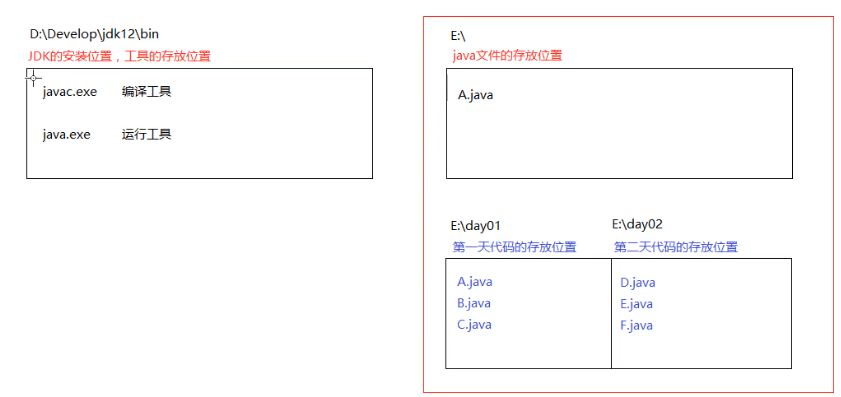 D:\Develop\jdk12\bin
JDK的安装位置，工具的存放位置
javac.exe 编译工具
java.exe 运行工具
E:\
java文件的存放位置
A.java
E:\day01
第一天代码的存放位置
A.java
B.java
C.java
E:\day02
第二天代码的存放位置
D.java
E.java
F.java